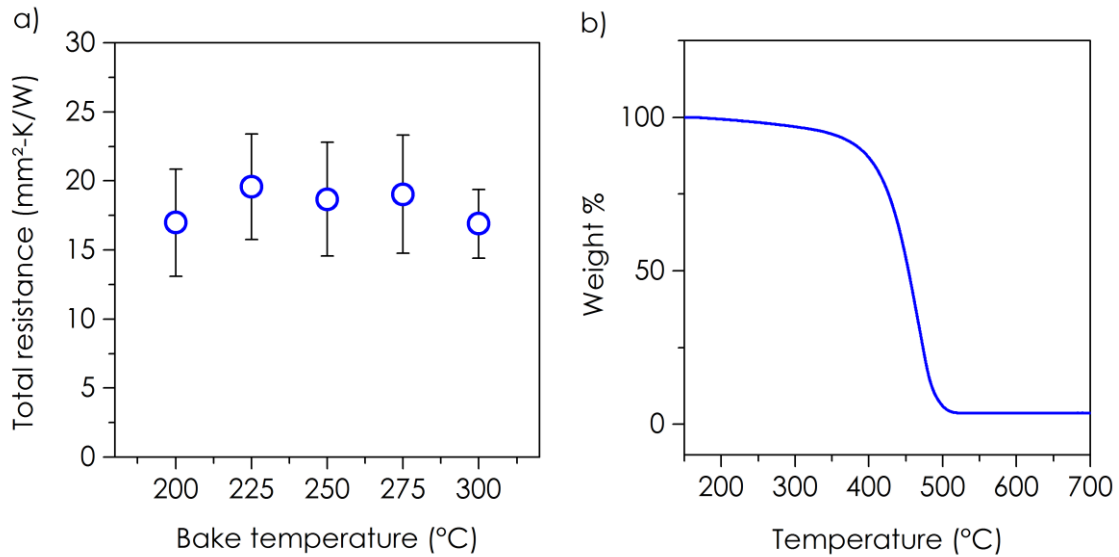 a)
Total resistance (mm²-K/W)
30
25
20
15
10
5
0
200 225 250 275 300
Bake temperature (°C)
b)
Weight %
100
50
0
200 300 400 500 600 700
Temperature (°C)